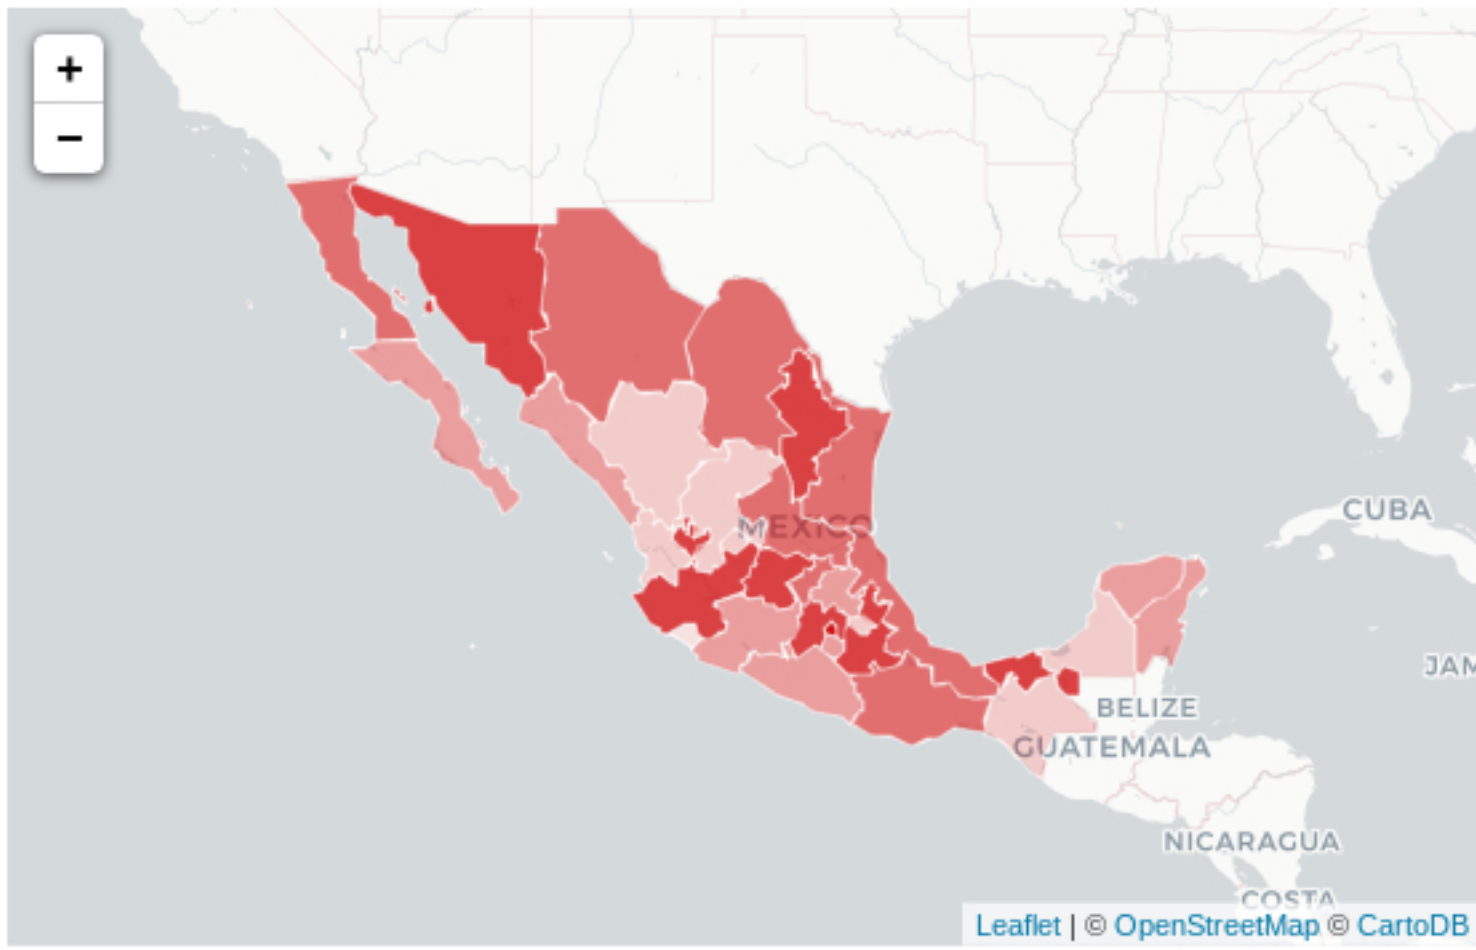 +
−
MEXICO
CUBA
JAM
BELIZE
GUATEMALA
NICARAGUA
COSTA
Leaflet | © OpenStreetMap © CartoDB